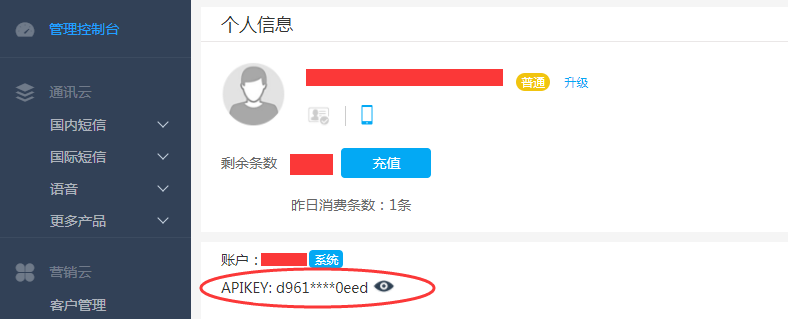 管理控制台
通讯云
国内短信
国际短信
语音
更多产品
营销云
客户管理
个人信息
普通 升级
剩余条数 充值
昨日消费条数：1条
账户： 系统
APIKEY: d961****0eed